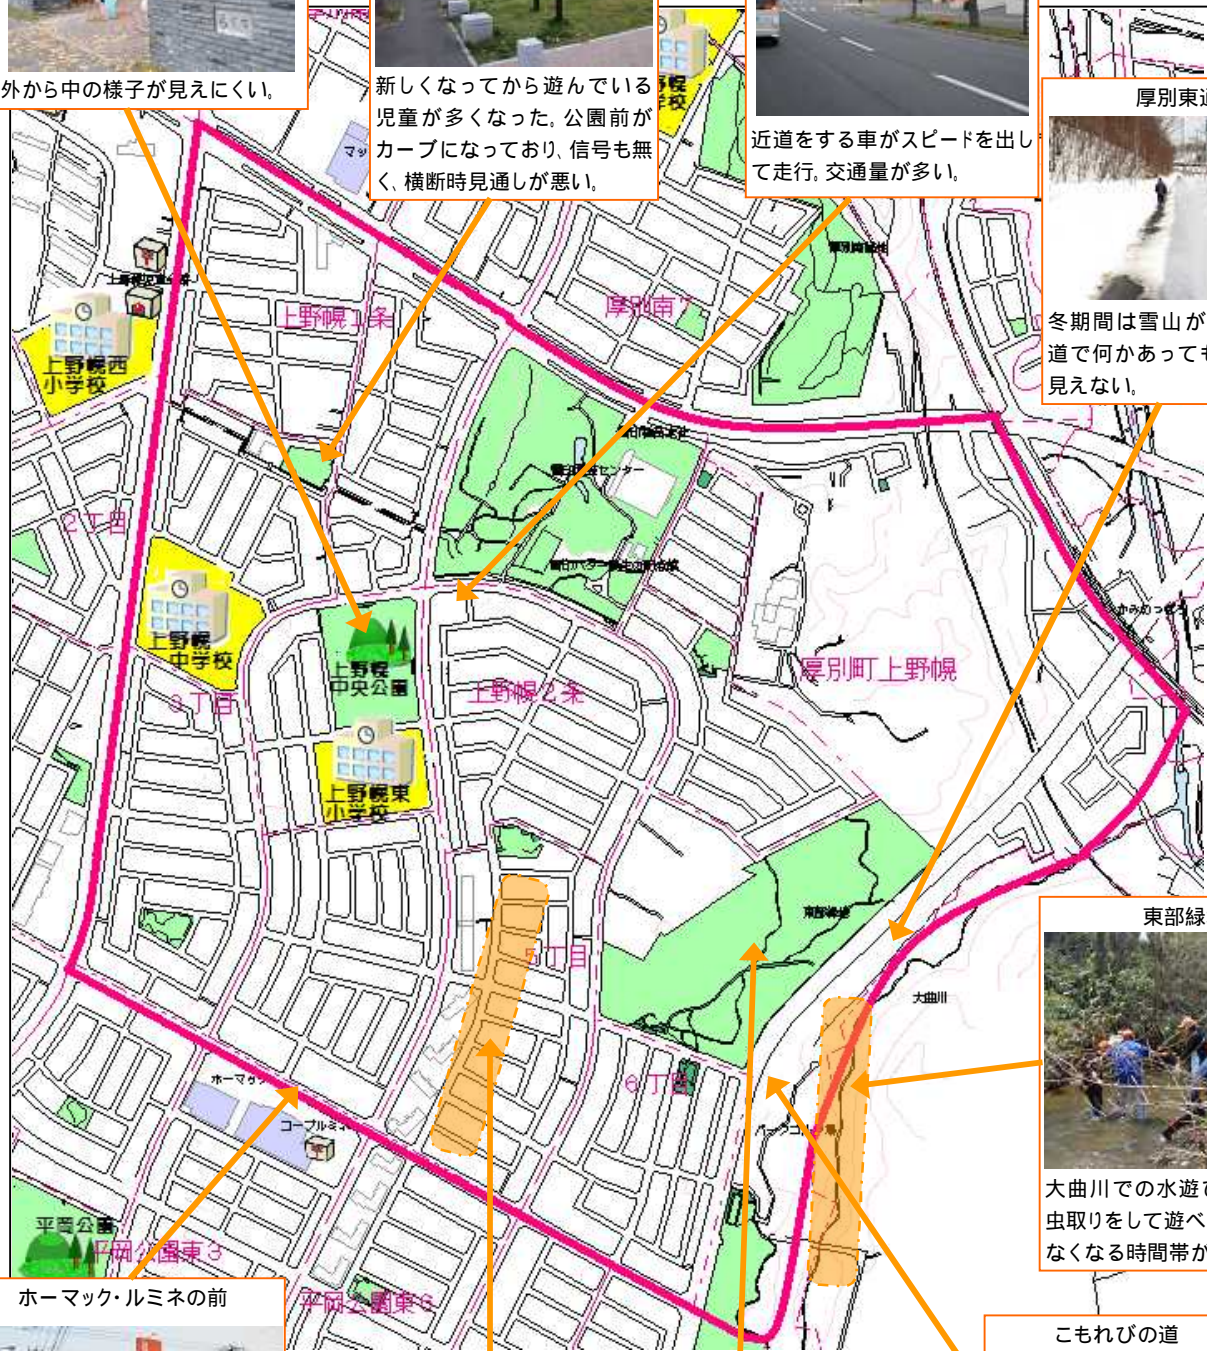 外から中の様子が見えにくい。
新しくなってから遊んでいる
児童が多くなった。公園前が
カーブになっており、信号も無
く、横断時見通しが悪い。
近道をする車がスピードを出し
て走行。交通量が多い。
厚別東通
冬期間は雪山が
道で何かあっても
見えない。
上野幌1条
厚別南7
上野幌西
小学校
2丁目
上野幌
中学校
3丁目
上野幌
中央公園
上野幌2条
厚別町上野幌
かみのっぽろ
上野幌東
小学校
5丁目
東部緑地
大曲川
6丁目
ホーマック
コープルミネ
平岡公園
平岡公園東3
平岡公園東6
東部緑
大曲川での水遊び
虫取りをして遊べ
なくなる時間帯か
ホーマック・ルミネの前
こもれびの道